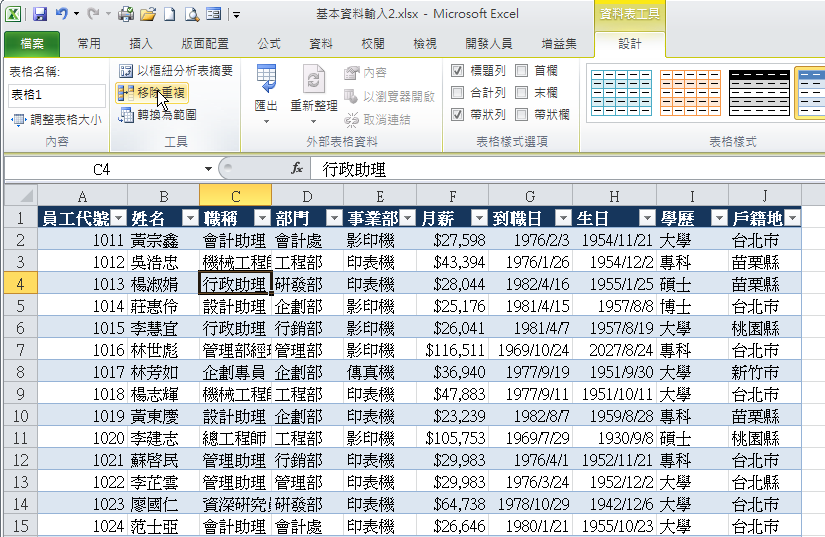 基本資料輸入2.xlsx - Microsoft Excel 資料表工具
檔案 常用 插入 版面配置 公式 資料 校閱 檢視 開發人員 增益集 設計
表格名稱:
表格1
調整表格大小
內容
以樞紐分析表摘要
移除重複
轉換為範圍
工具
匯出
重新整理
內容
以瀏覽器開啟
取消連結
外部表格資料
標題列 首欄
合計列 末欄
帶狀列 帶狀欄
表格樣式選項
表格樣式
C4 fx 行政助理
A B C D E F G H I J
1 員工代號 姓名 職稱 部門 事業部 月薪 到職日 生日 學歷 戶籍地
2 1011 黃宗鑫 會計助理 會計處 影印機 $27,598 1976/2/3 1954/11/21 大學 台北市
3 1012 吳浩忠 機械工程師 工程部 印表機 $43,394 1976/1/26 1954/12/2 專科 苗栗縣
4 1013 楊淑娟 行政助理 研發部 印表機 $28,044 1982/4/16 1955/1/25 碩士 苗栗縣
5 1014 莊惠伶 設計助理 企劃部 影印機 $25,176 1981/4/15 1957/8/8 博士 台北市
6 1015 李慧宜 行政助理 行銷部 影印機 $26,041 1981/4/7 1957/8/19 大學 桃園縣
7 1016 林世彪 管理部經 管理部 影印機 $116,511 1969/10/24 2027/8/24 專科 台北市
8 1017 林芳如 企劃專員 企劃部 傳真機 $36,940 1977/9/19 1951/9/30 大學 新竹市
9 1018 楊志輝 機械工程 工程部 印表機 $47,883 1977/9/11 1951/10/11 大學 台北市
10 1019 黃東慶 設計助理 企劃部 印表機 $23,239 1982/8/7 1959/8/28 專科 苗栗縣
11 1020 李建志 總工程師 工程部 影印機 $105,753 1969/7/29 1930/9/8 碩士 桃園縣
12 1021 蘇啓民 管理助理 行銷部 印表機 $29,983 1976/4/1 1952/11/21 專科 台北市
13 1022 李芷雲 管理助理 管理部 印表機 $29,983 1976/3/24 1952/12/2 大學 台北市
14 1023 廖國仁 資深研究 研發部 印表機 $64,738 1978/10/29 1942/12/6 大學 台北市
15 1024 范士亞 會計助理 會計處 印表機 $26,646 1980/1/21 1955/10/23 大學 台北市